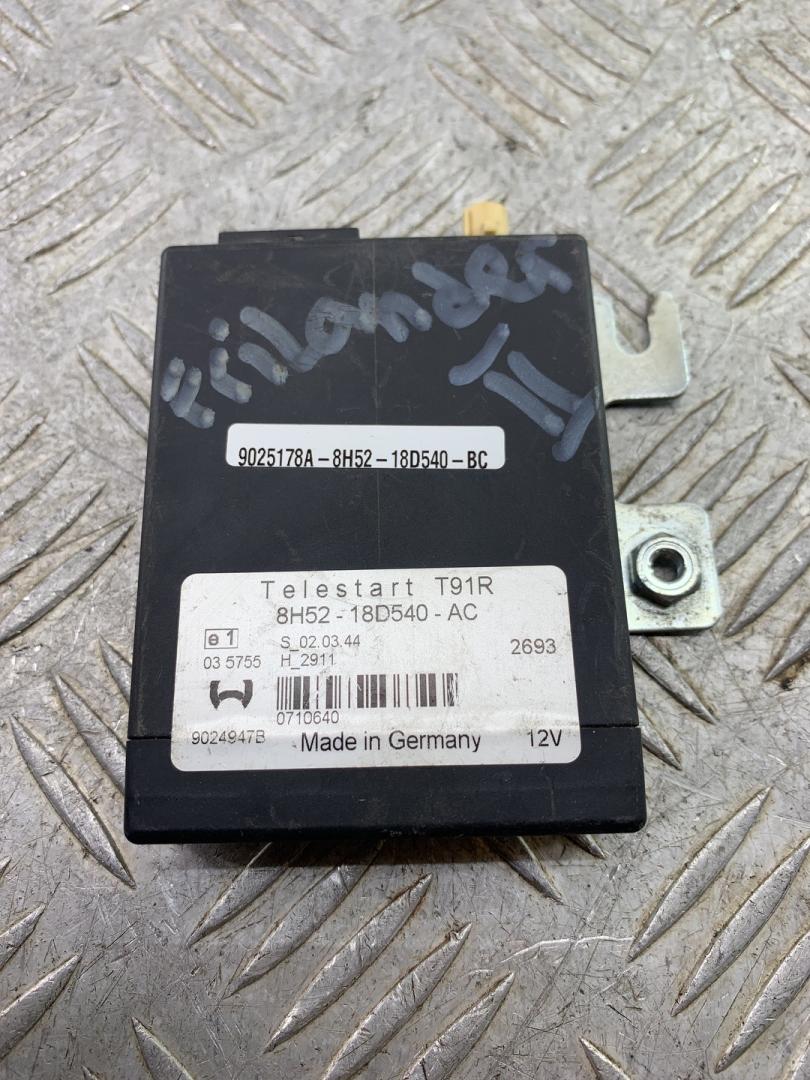 Frilander
II
9025178A-8H52-18D540-BC
Telestart T91R
8H52-18D540-AC
e1
S_02.03.44
2693
03 5755
H_2911
0710640
9024947B
Made in Germany
12V